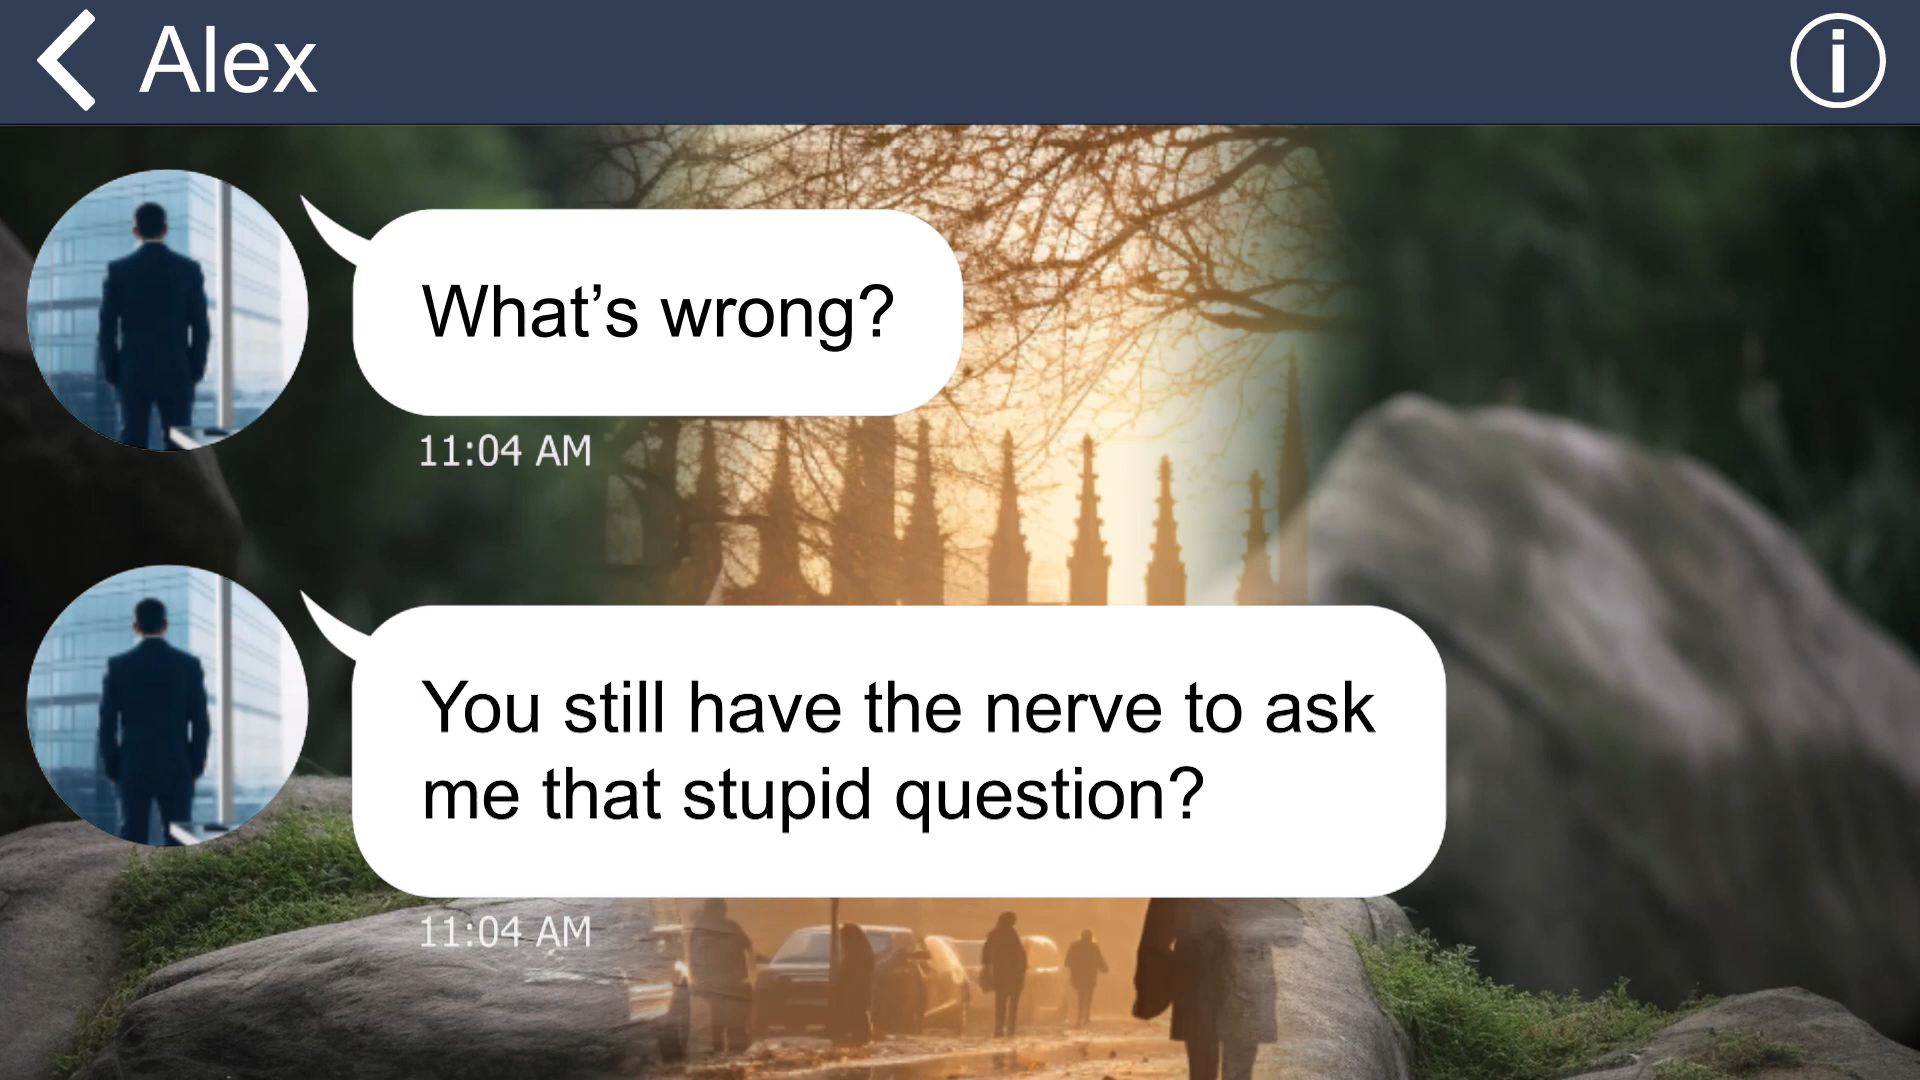 Alex
What’s wrong?
11:04 AM
You still have the nerve to ask
me that stupid question?
11:04 AM